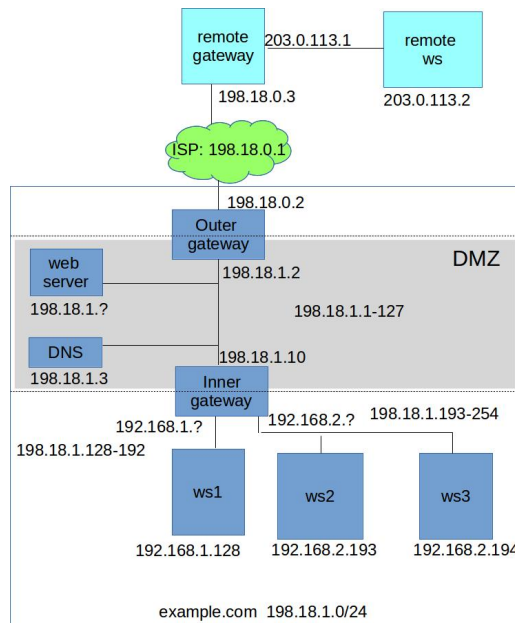 remote
gateway
203.0.113.1
remote
ws
198.18.0.3
203.0.113.2
ISP: 198.18.0.1
198.18.0.2
Outer
gateway
DMZ
web
server
198.18.1.2
198.18.1.?
198.18.1.1-127
DNS
198.18.1.10
198.18.1.3
Inner
gateway
192.168.1.?
192.168.2.?
198.18.1.193-254
198.18.1.128-192
ws1
ws2
ws3
192.168.1.128
192.168.2.193
192.168.2.194
example.com 198.18.1.0/24